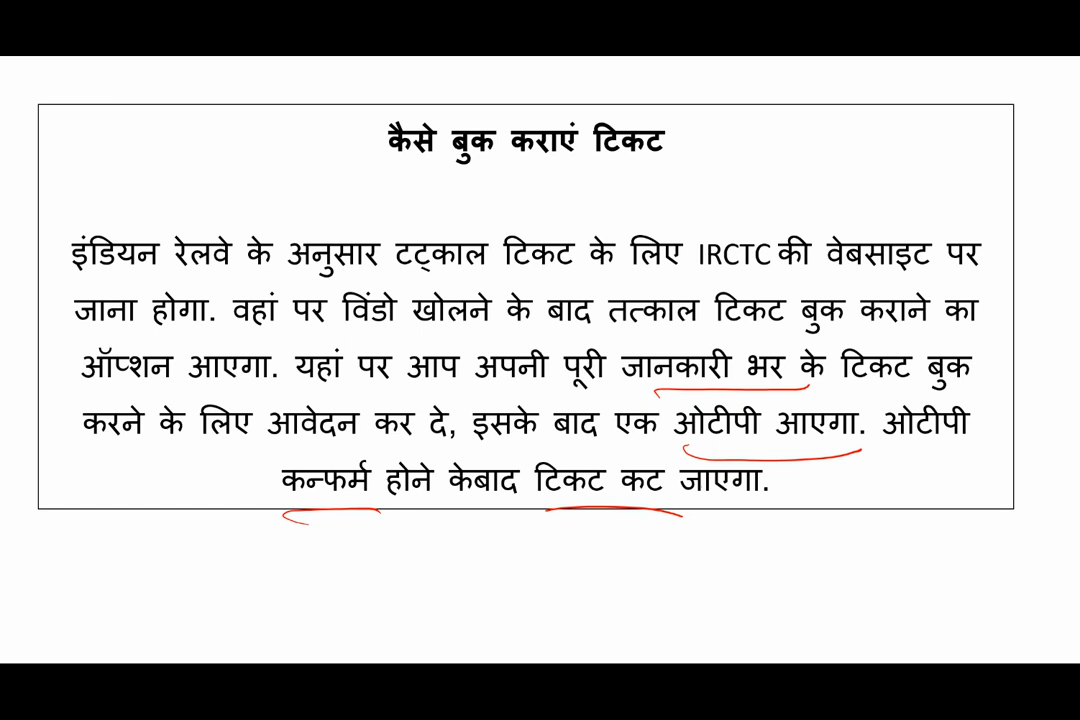 कैसे बुक कराएं टिकट
इंडियन रेलवे के अनुसार टट्काल टिकट के लिए IRCTC की वेबसाइट पर
जाना होगा. वहां पर विंडो खोलने के बाद तत्काल टिकट बुक कराने का
ऑप्शन आएगा. यहां पर आप अपनी पूरी जानकारी भर के टिकट बुक
करने के लिए आवेदन कर दे, इसके बाद एक ओटीपी आएगा. ओटीपी
कन्फर्म होने केबाद टिकट कट जाएगा.